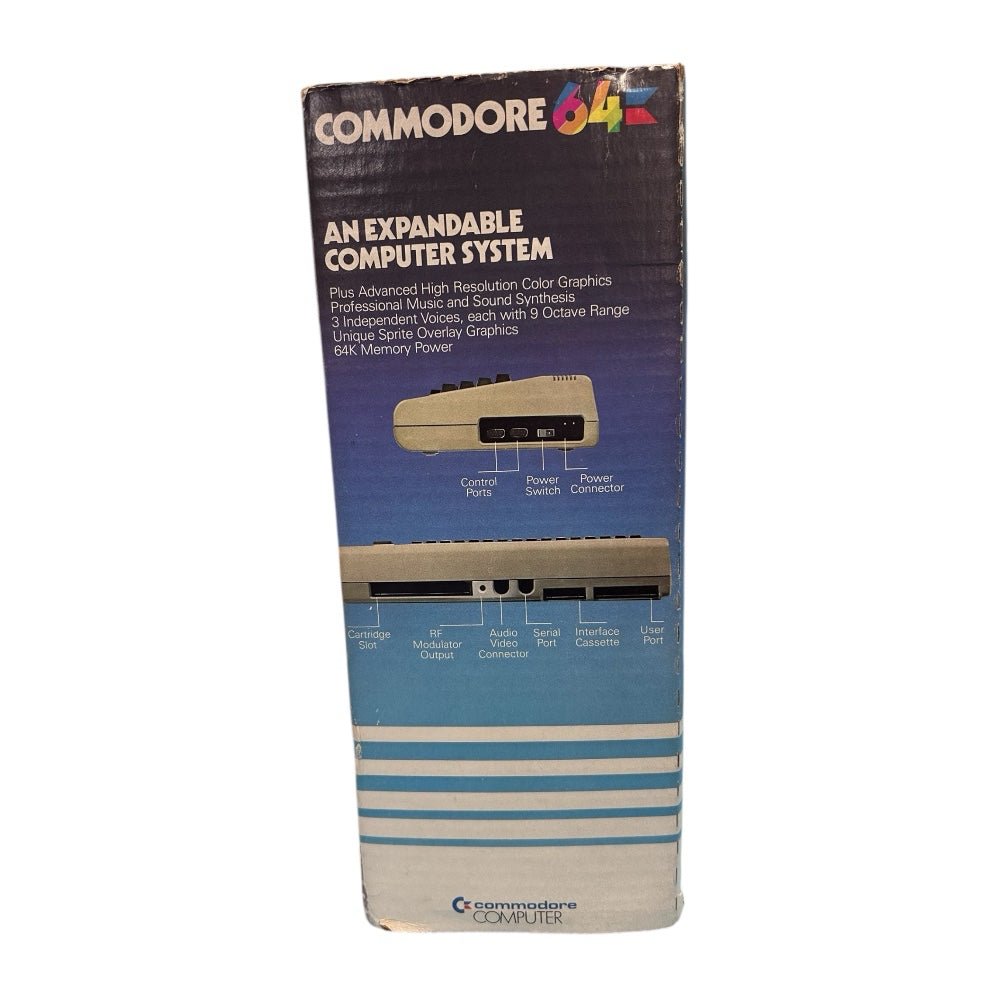 COMMODORE 64
AN EXPANDABLE
COMPUTER SYSTEM
Plus Advanced High Resolution Color Graphics
Professional Music and Sound Synthesis
3 Independent Voices, each with 9 Octave Range
Unique Sprite Overlay Graphics
64K Memory Power
Control
Ports
Power
Switch
Power
Connector
Cartridge
Slot
RF
Modulator
Output
Audio
Video
Connector
Serial
Port
Interface
Cassette
User
Port
commodore
COMPUTER